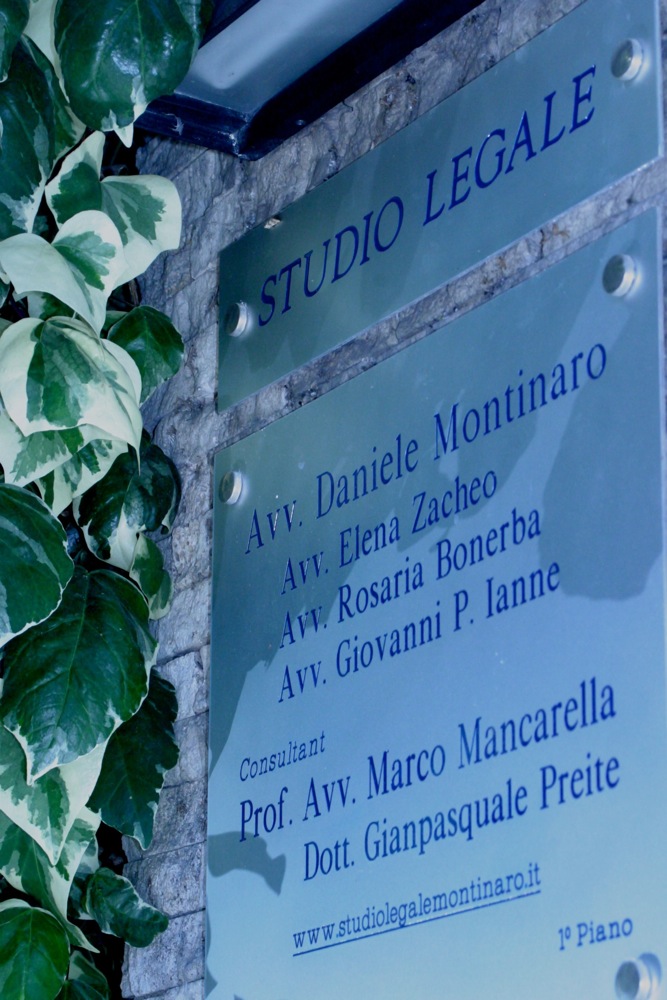 STUDIO LEGALE
Avv. Daniele Montinaro
Avv. Elena Zacheo
Avv. Rosaria Bonerba
Avv. Giovanni P. Ianne
Consultant
Prof. Avv. Marco Mancarella
Dott. Gianpasquale Preite
www.studiolegalemontinaro.it
1º Piano